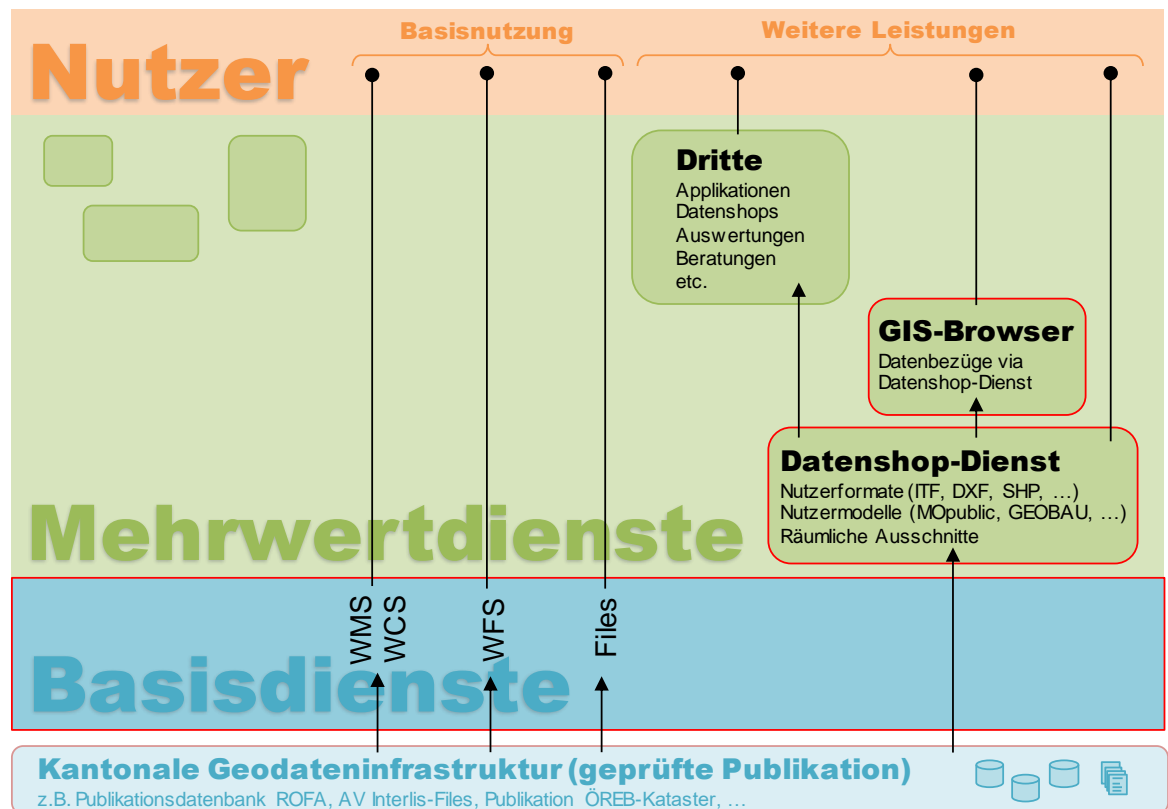 Basisnutzung
Weitere Leistungen
Nutzer
Dritte
Applikationen
Datenshops
Auswertungen
Beratungen
etc.
GIS-Browser
Datenbezüge via
Datenshop-Dienst
Datenshop-Dienst
Nutzerformate (ITF, DXF, SHP, …)
Nutzermodelle (MOpublic, GEOBAU, …)
Räumliche Ausschnitte
Mehrwertdienste
WMS
WCS
WFS
Files
Basisdienste
Kantonale Geodateninfrastruktur (geprüfte Publikation)
z.B. Publikationsdatenbank ROFA, AV Interlis-Files, Publikation ÖREB-Kataster, …